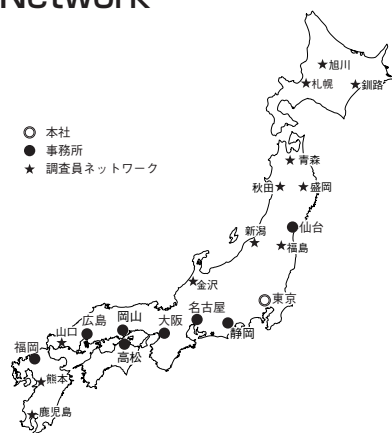 Network
旭川
札幌
釧路
◎ 本社
● 事務所
★ 調査員ネットワーク
青森
秋田
盛岡
仙台
新潟
福島
金沢
東京
名古屋
静岡
大阪
岡山
広島
高松
山口
福岡
熊本
鹿児島